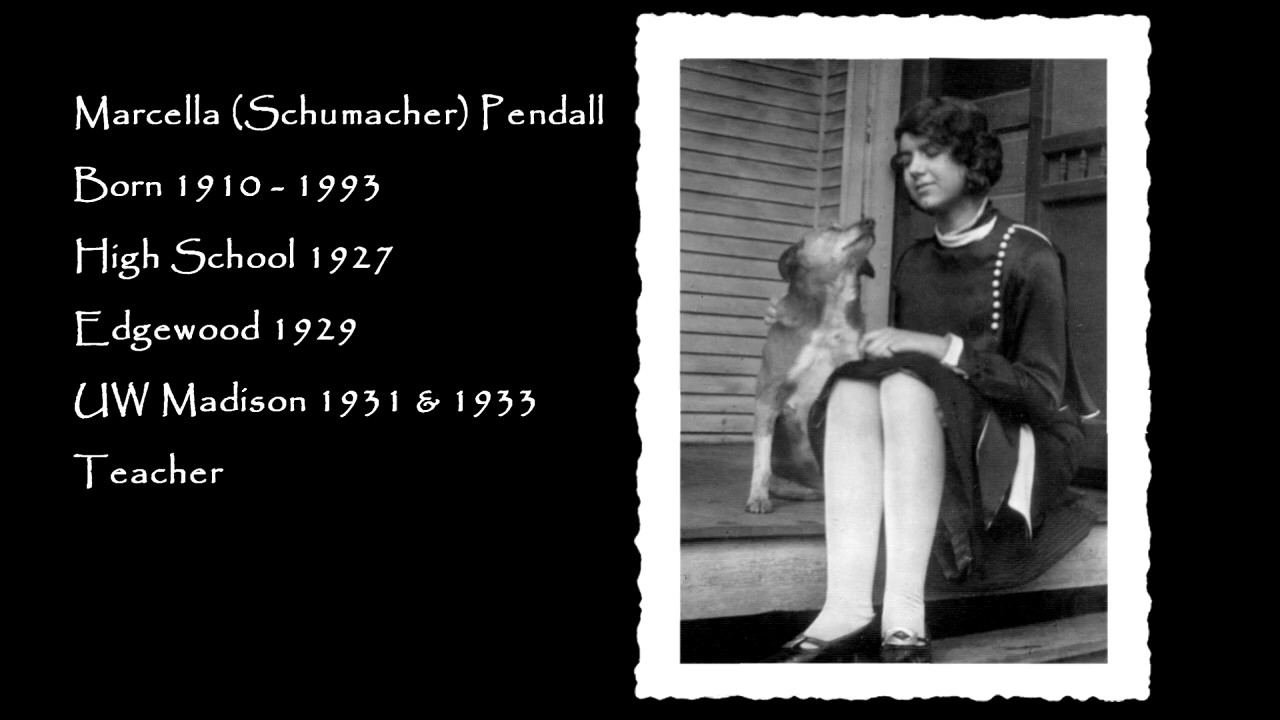 Marcella (Schumacher) Pendall
Born 1910 - 1993
High School 1927
Edgewood 1929
UW Madison 1931 & 1933
Teacher